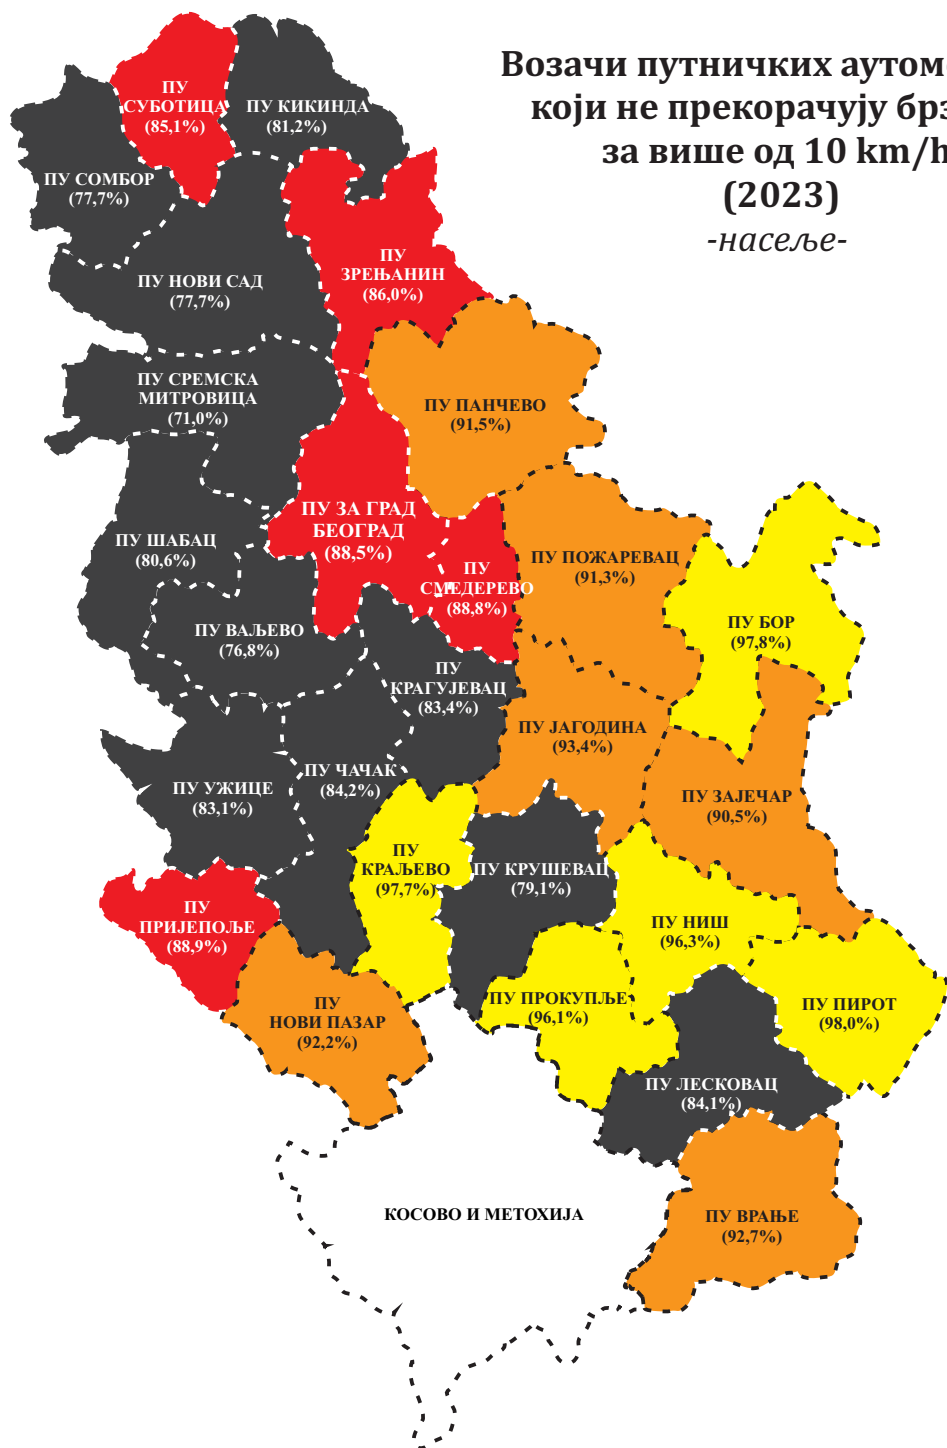 Возачи путничких аутом
који не прекорачују брз
за више од 10 km/h
(2023)
-насеље-
ПУ
СУБОТИЦА
(85,1%)
ПУ КИКИНДА
(81,2%)
ПУ СОМБОР
(77,7%)
ПУ НОВИ САД
(77,7%)
ПУ
ЗРЕЊАНИН
(86,0%)
ПУ СРЕМСКА
МИТРОВИЦА
(71,0%)
ПУ ПАНЧЕВО
(91,5%)
ПУ ЗА ГРАД
БЕОГРАД
(88,5%)
ПУ ШАБАЦ
(80,6%)
ПУ
СМЕДЕРЕВО
(88,8%)
ПУ ПОЖАРЕВАЦ
(91,3%)
ПУ БОР
(97,8%)
ПУ ВАЉЕВО
(76,8%)
ПУ
КРАГУЈЕВАЦ
(83,4%)
ПУ ЈАГОДИНА
(93,4%)
ПУ УЖИЦЕ
(83,1%)
ПУ ЧАЧАК
(84,2%)
ПУ ЗАЈЕЧАР
(90,5%)
ПУ
КРАЉЕВО
(97,7%)
ПУ КРУШЕВАЦ
(79,1%)
ПУ
ПРИЈЕПОЉЕ
(88,9%)
ПУ НИШ
(96,3%)
ПУ
НОВИ ПАЗАР
(92,2%)
ПУ ПРОКУПЉЕ
(96,1%)
ПУ ПИРОТ
(98,0%)
ПУ ЛЕСКОВАЦ
(84,1%)
КОСОВО И МЕТОХИЈА
ПУ ВРАЊЕ
(92,7%)